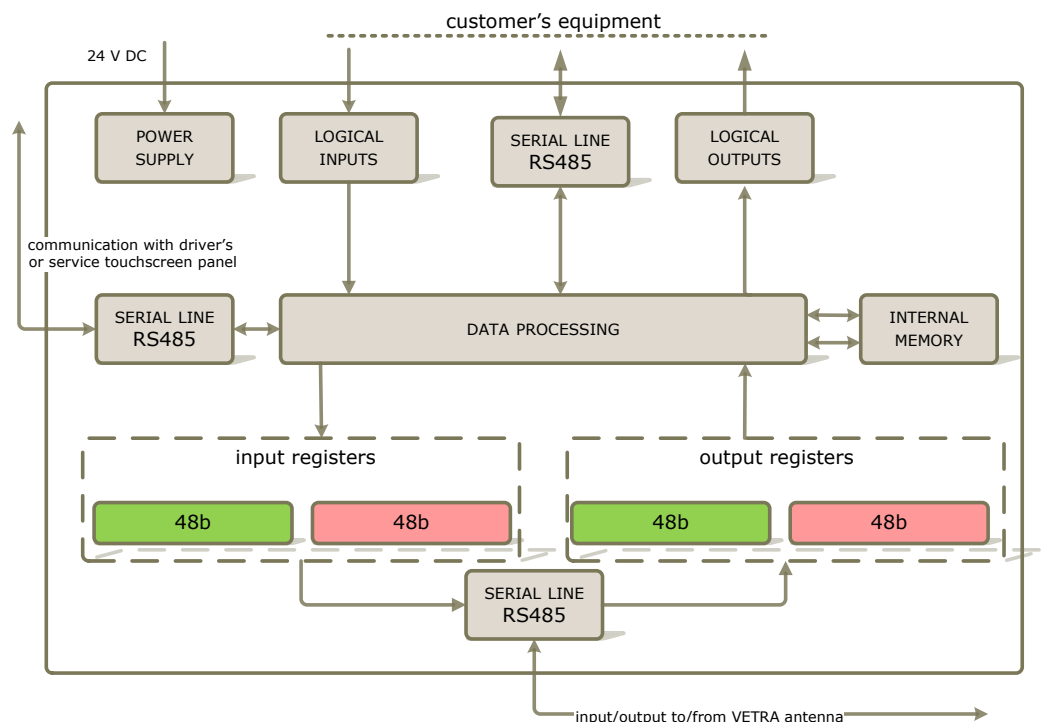 customer’s equipment
24 V DC
POWER
SUPPLY
LOGICAL
INPUTS
SERIAL LINE
RS485
LOGICAL
OUTPUTS
communication with driver’s
or service touchscreen panel
SERIAL LINE
RS485
DATA PROCESSING
INTERNAL
MEMORY
input registers
output registers
48b
48b
48b
48b
SERIAL LINE
RS485
input/output to/from VETRA antenna